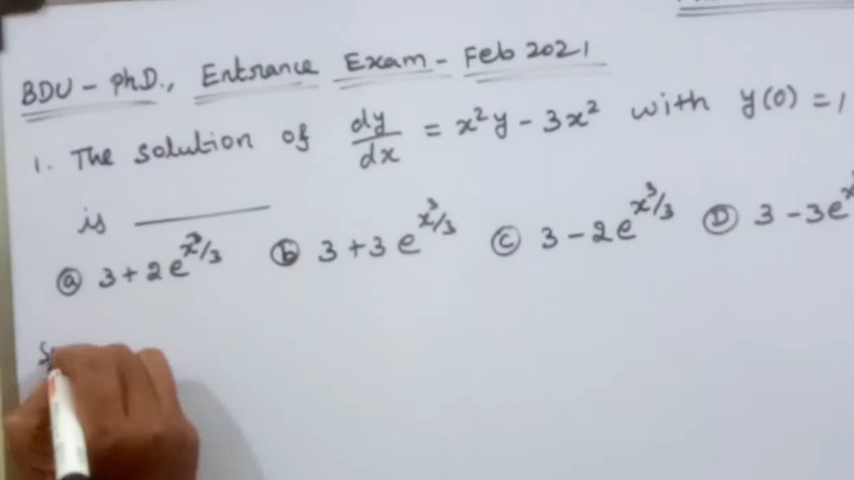 BDU - Ph.D., Entrance Exam - Feb 2021
1. The solution of dy/dx = x²y - 3x² with y(0) = 1
is ______
ⓐ 3 + 2e^(x³/3) ⓑ 3 + 3e^(x³/3) ⓒ 3 - 2e^(x³/3) Ⓓ 3 - 3e^x
S